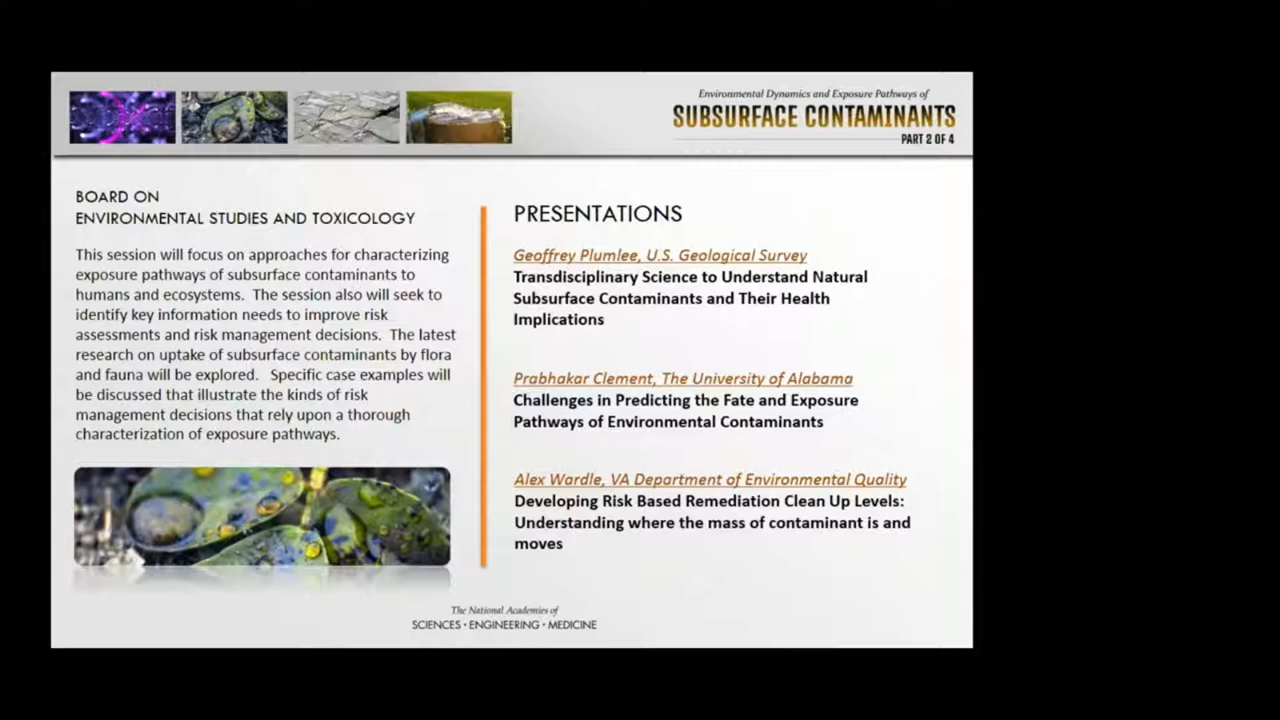 Environmental Dynamics and Exposure Pathways of
SUBSURFACE CONTAMINANTS
PART 2 OF 4
BOARD ON
ENVIRONMENTAL STUDIES AND TOXICOLOGY
This session will focus on approaches for characterizing
exposure pathways of subsurface contaminants to
humans and ecosystems. The session also will seek to
identify key information needs to improve risk
assessments and risk management decisions. The latest
research on uptake of subsurface contaminants by flora
and fauna will be explored. Specific case examples will
be discussed that illustrate the kinds of risk
management decisions that rely upon a thorough
characterization of exposure pathways.
PRESENTATIONS
Geoffrey Plumlee, U.S. Geological Survey
Transdisciplinary Science to Understand Natural
Subsurface Contaminants and Their Health
Implications
Prabhakar Clement, The University of Alabama
Challenges in Predicting the Fate and Exposure
Pathways of Environmental Contaminants
Alex Wardle, VA Department of Environmental Quality
Developing Risk Based Remediation Clean Up Levels:
Understanding where the mass of contaminant is and
moves
The National Academies of
SCIENCES • ENGINEERING • MEDICINE